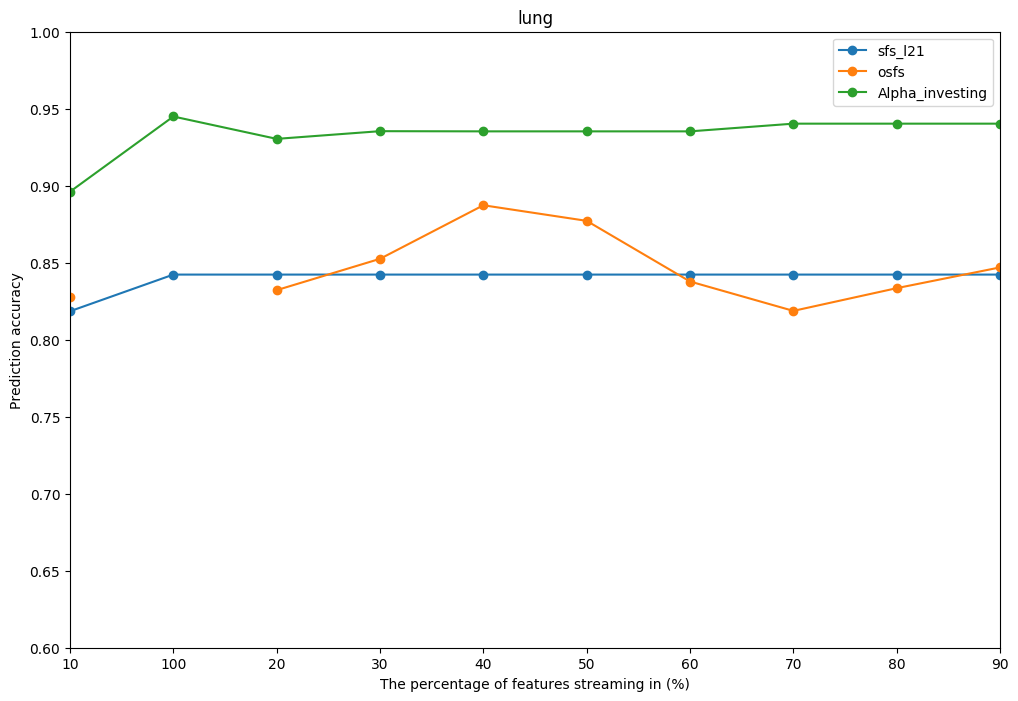 lung
1.00
0.95
0.90
0.85
0.80
0.75
0.70
0.65
0.60
Prediction accuracy
sfs_l21
osfs
Alpha_investing
10 100 20 30 40 50 60 70 80 90
The percentage of features streaming in (%)